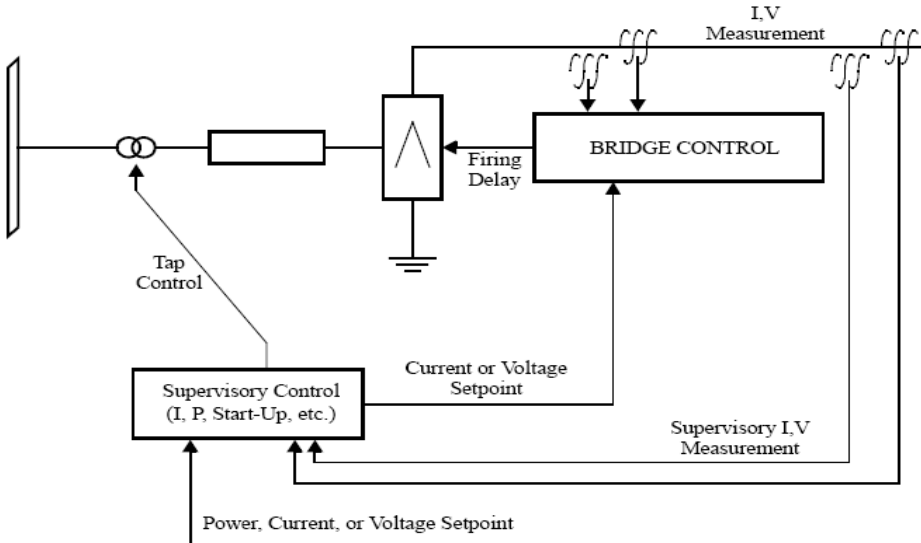 I,V
Measurement
BRIDGE CONTROL
Firing
Delay
Tap
Control
Current or Voltage
Setpoint
Supervisory Control
(I, P, Start-Up, etc.)
Supervisory I,V
Measurement
Power, Current, or Voltage Setpoint